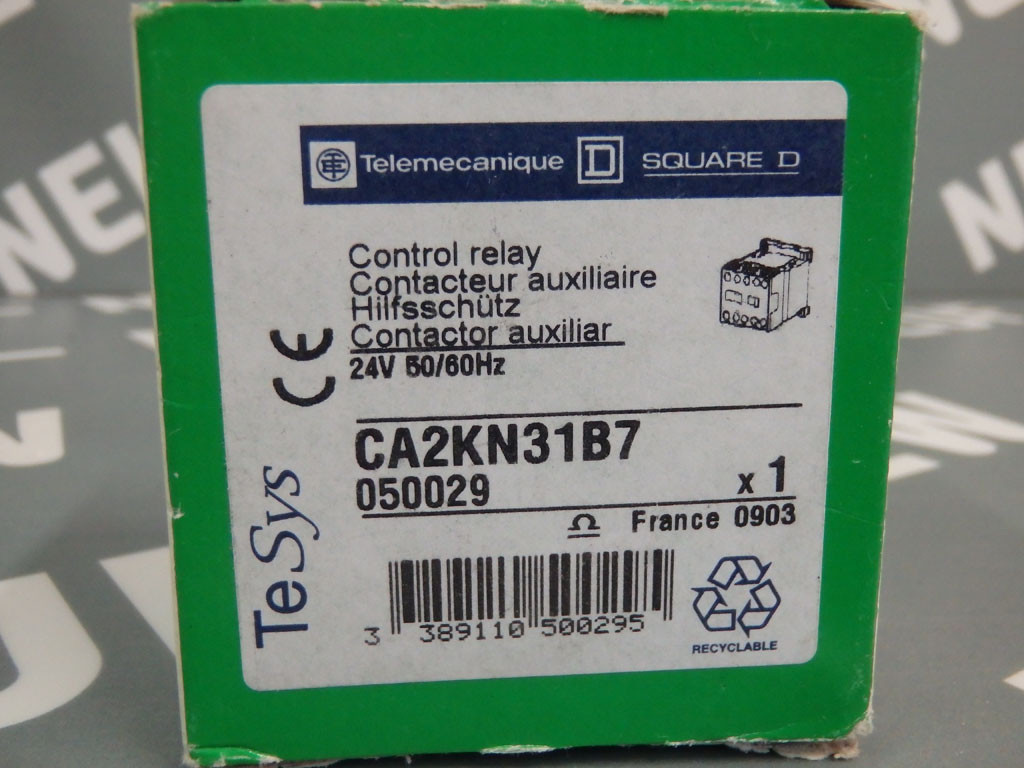 Telemecanique D SQUARE D
Control relay
Contacteur auxiliaire
Hilfsschütz
Contactor auxiliar
24V 50/60Hz
CE
CA2KN31B7
050029 x 1
France 0903
TeSys
3 389110 500295
RECYCLABLE
NEW